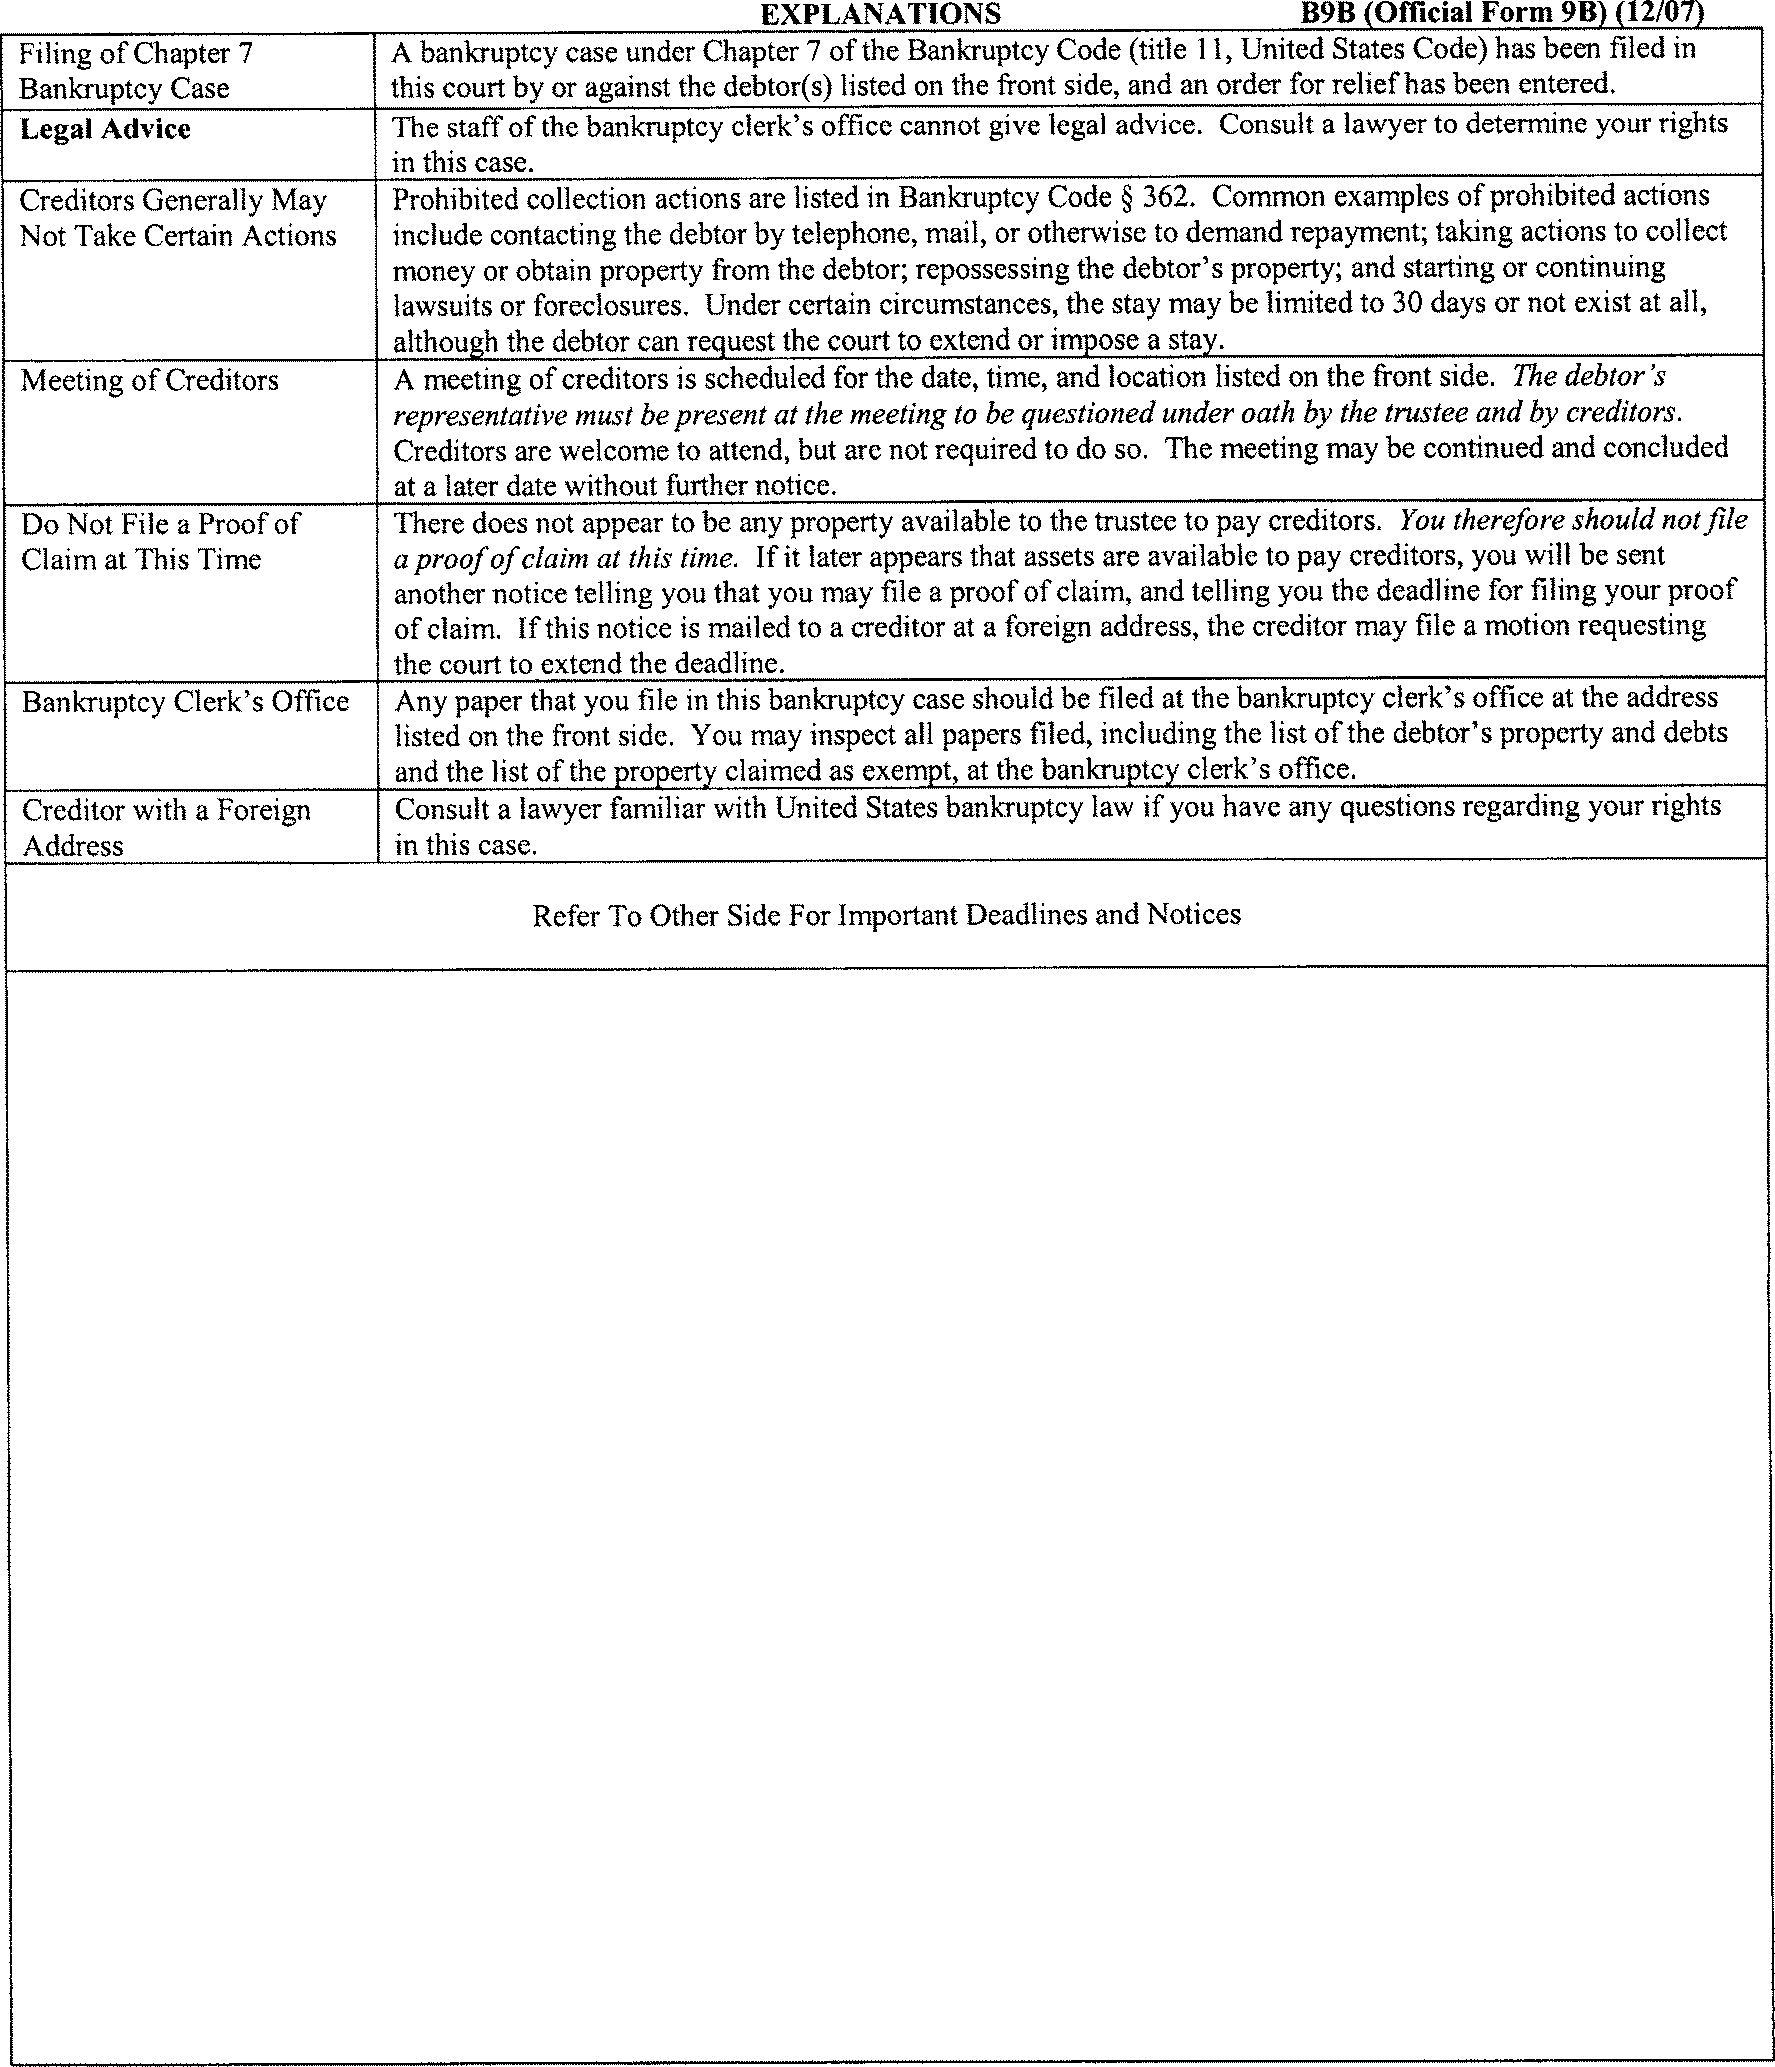 EXPLANATIONS B9B (Official Form 9B) (12/07)
Filing of Chapter 7
Bankruptcy Case
A bankruptcy case under Chapter 7 of the Bankruptcy Code (title 11, United States Code) has been filed in
this court by or against the debtor(s) listed on the front side, and an order for relief has been entered.
Legal Advice
The staff of the bankruptcy clerk's office cannot give legal advice. Consult a lawyer to determine your rights
in this case.
Creditors Generally May
Not Take Certain Actions
Prohibited collection actions are listed in Bankruptcy Code § 362. Common examples of prohibited actions
include contacting the debtor by telephone, mail, or otherwise to demand repayment; taking actions to collect
money or obtain property from the debtor; repossessing the debtor's property; and starting or continuing
lawsuits or foreclosures. Under certain circumstances, the stay may be limited to 30 days or not exist at all,
although the debtor can request the court to extend or impose a stay.
Meeting of Creditors
A meeting of creditors is scheduled for the date, time, and location listed on the front side. The debtor's
representative must be present at the meeting to be questioned under oath by the trustee and by creditors.
Creditors are welcome to attend, but are not required to do so. The meeting may be continued and concluded
at a later date without further notice.
Do Not File a Proof of
Claim at This Time
There does not appear to be any property available to the trustee to pay creditors. You therefore should not file
a proof of claim at this time. If it later appears that assets are available to pay creditors, you will be sent
another notice telling you that you may file a proof of claim, and telling you the deadline for filing your proof
of claim. If this notice is mailed to a creditor at a foreign address, the creditor may file a motion requesting
the court to extend the deadline.
Bankruptcy Clerk's Office
Any paper that you file in this bankruptcy case should be filed at the bankruptcy clerk's office at the address
listed on the front side. You may inspect all papers filed, including the list of the debtor's property and debts
and the list of the property claimed as exempt, at the bankruptcy clerk's office.
Creditor with a Foreign
Address
Consult a lawyer familiar with United States bankruptcy law if you have any questions regarding your rights
in this case.
Refer To Other Side For Important Deadlines and Notices